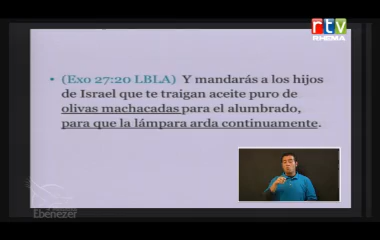 rtv
RHEMA
• (Exo 27:20 LBLA) Y mandarás a los hijos
de Israel que te traigan aceite puro de
olivas machacadas para el alumbrado,
para que la lámpara arda continuamente.
Ebenezer